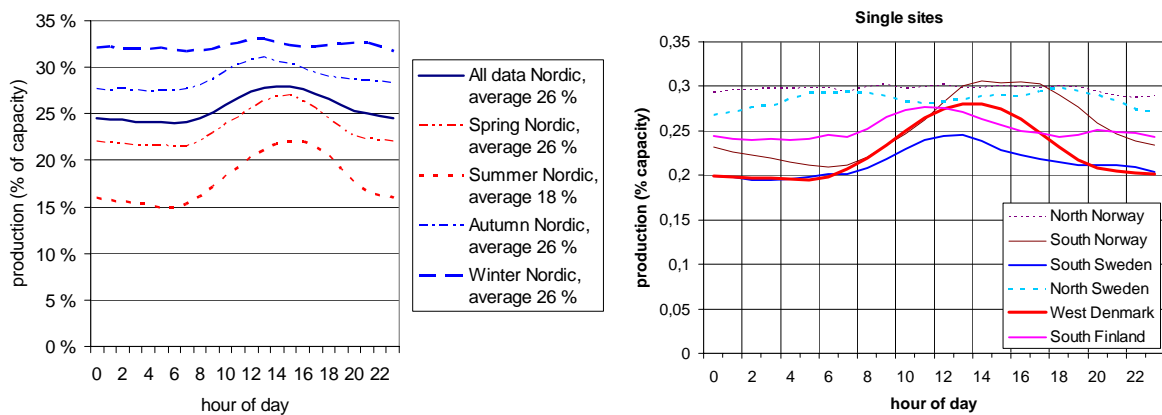 35 %
30 %
25 %
20 %
15 %
10 %
5 %
0 %
production (% of capacity)
0 2 4 6 8 10 12 14 16 18 20 22
hour of day
All data Nordic,
average 26 %
Spring Nordic,
average 26 %
Summer Nordic,
average 18 %
Autumn Nordic,
average 26 %
Winter Nordic,
average 26 %
Single sites
0,35
0,3
0,25
0,2
0,15
0,1
0,05
0
production (% capacity)
0 2 4 6 8 10 12 14 16 18 20 22
hour of day
North Norway
South Norway
South Sweden
North Sweden
West Denmark
South Finland